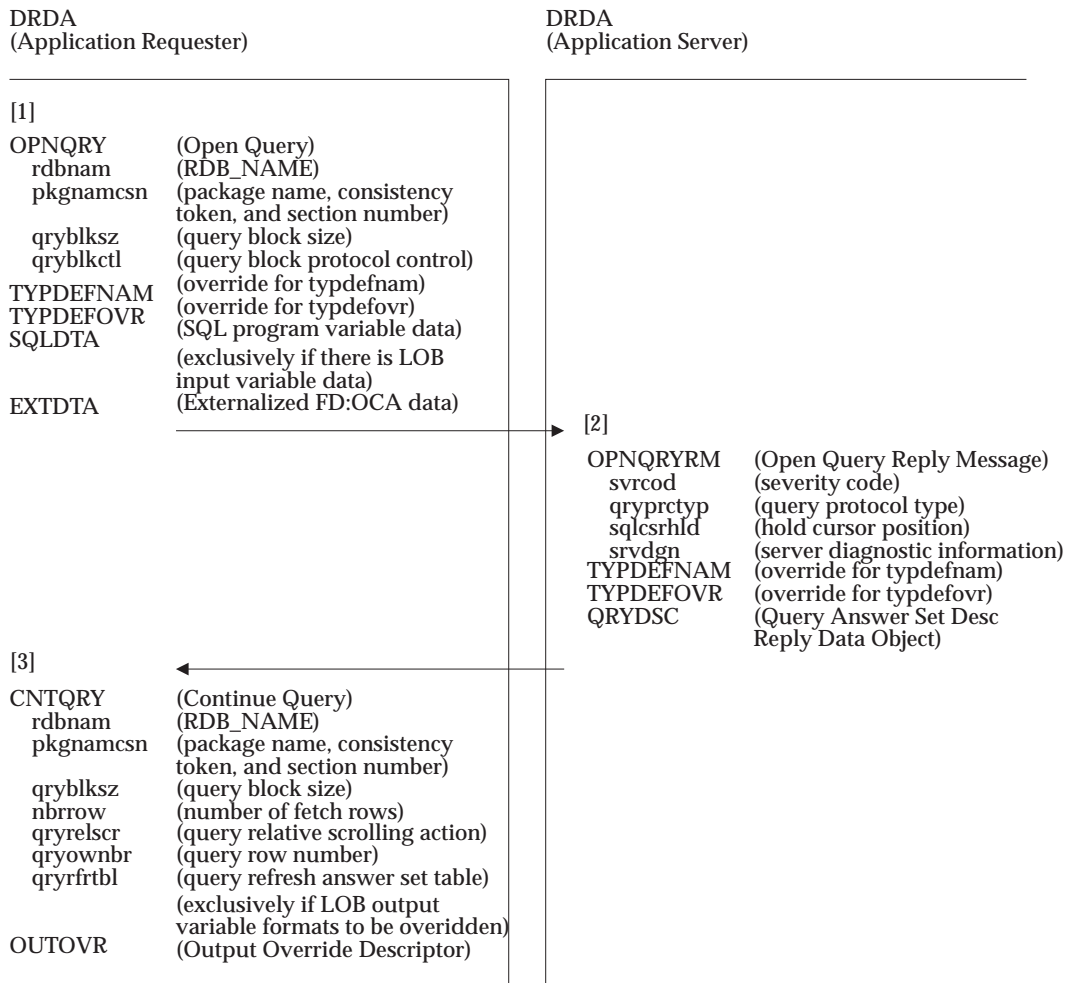 DRDA
(Application Requester)
DRDA
(Application Server)
[1]
OPNQRY (Open Query)
rdbnam (RDB_NAME)
pkgnamcsn (package name, consistency
token, and section number)
qryblksz (query block size)
qryblkctl (query block protocol control)
TYPDEFNAM (override for typdefnam)
TYPDEFOVR (override for typdefovr)
SQLDTA (SQL program variable data)
(exclusively if there is LOB
input variable data)
EXTDTA (Externalized FD:OCA data)
[2]
OPNQRYRM (Open Query Reply Message)
svrcod (severity code)
qryprctyp (query protocol type)
sqlcsrhld (hold cursor position)
srvdgn (server diagnostic information)
TYPDEFNAM (override for typdefnam)
TYPDEFOVR (override for typdefovr)
QRYDSC (Query Answer Set Desc
Reply Data Object)
[3]
CNTQRY (Continue Query)
rdbnam (RDB_NAME)
pkgnamcsn (package name, consistency
token, and section number)
qryblksz (query block size)
nbrrow (number of fetch rows)
qryrelscr (query relative scrolling action)
qryownbr (query row number)
qryrfrtbl (query refresh answer set table)
(exclusively if LOB output
variable formats to be overidden)
OUTOVR (Output Override Descriptor)